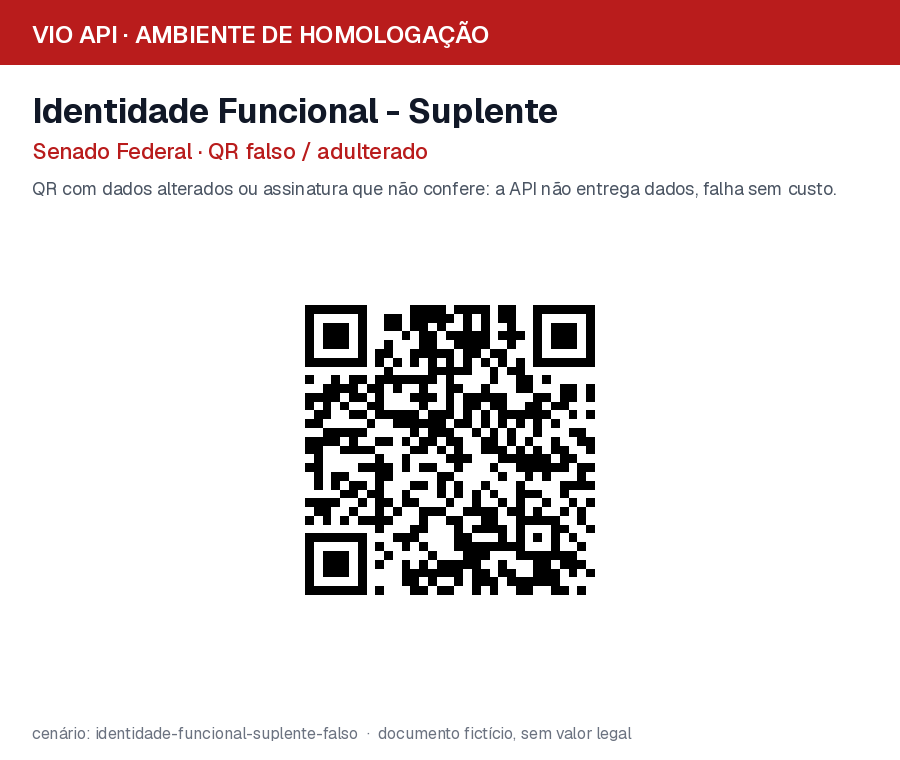 VIO API · AMBIENTE DE HOMOLOGAÇÃO
Identidade Funcional - Suplente
Senado Federal · QR falso / adulterado
QR com dados alterados ou assinatura que não confere: a API não entrega dados, falha sem custo.
cenário: identidade-funcional-suplente-falso · documento fictício, sem valor legal